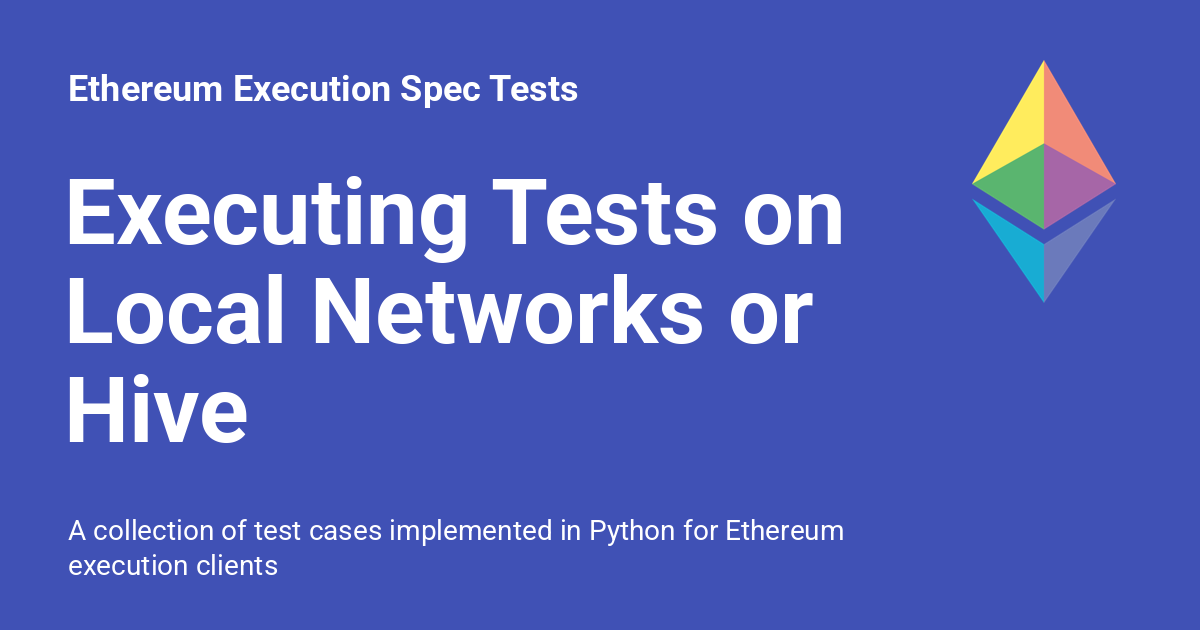 Ethereum Execution Spec Tests
Executing Tests on
Local Networks or
Hive
A collection of test cases implemented in Python for Ethereum
execution clients